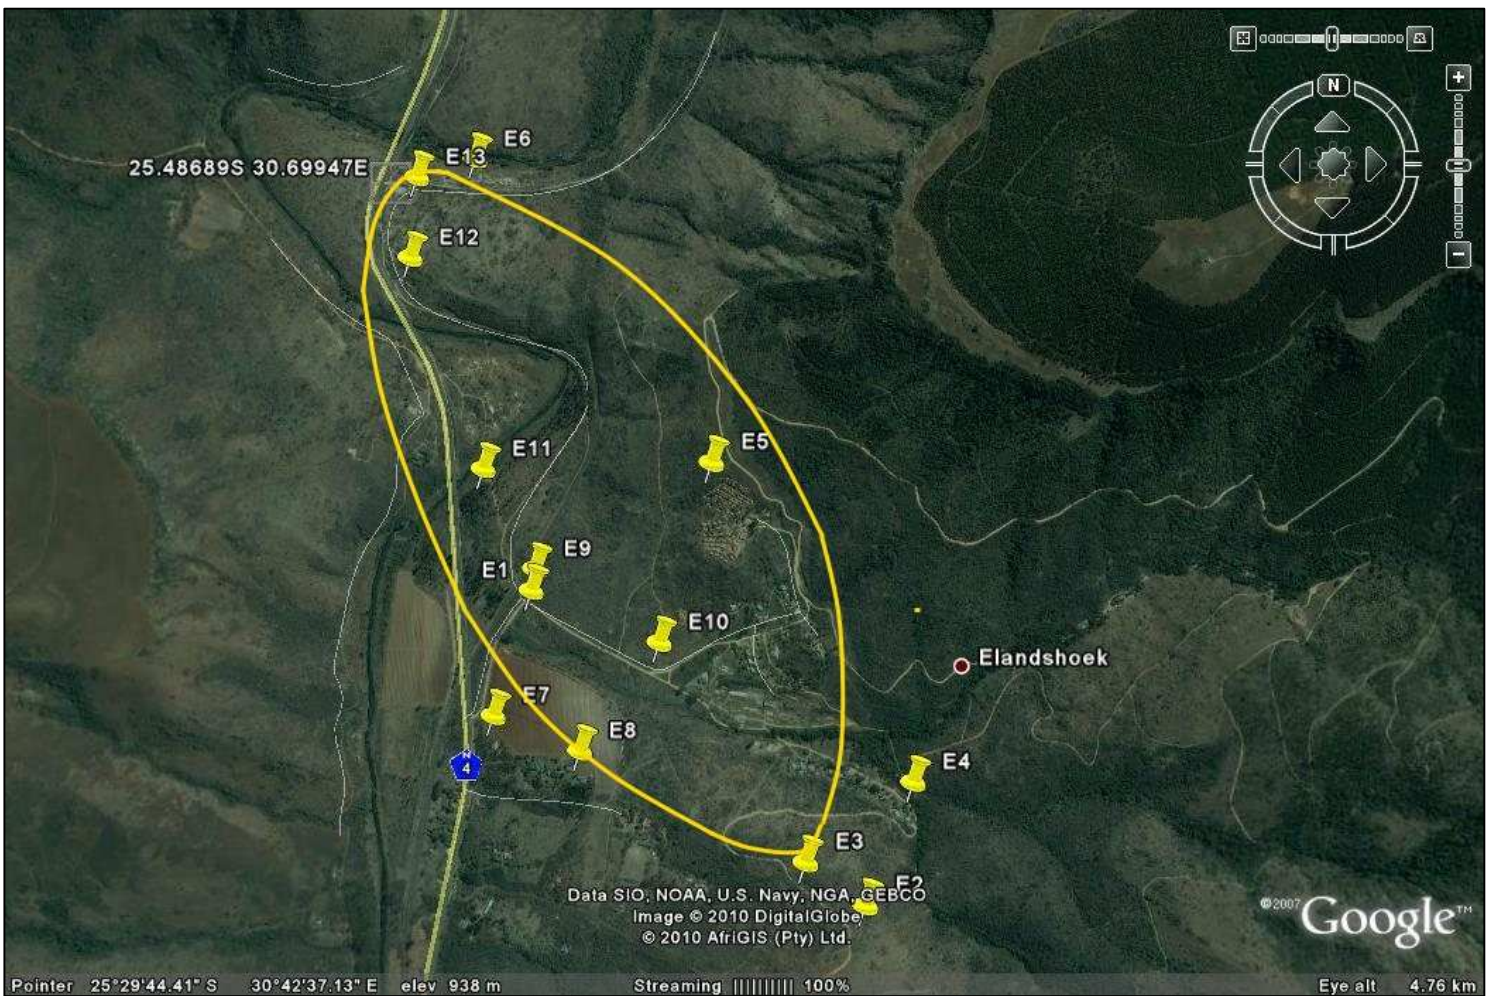 N
E6
E13
25.48689S 30.69947E
E12
E11
E5
E9
E1
E10
Elandshoek
E7
E8
N
4
E4
E3
E2
Data SIO, NOAA, U.S. Navy, NGA, GEBCO
Image © 2010 DigitalGlobe
© 2010 AfriGIS (Pty) Ltd.
©2007 Google™
Pointer 25°29'44.41" S 30°42'37.13" E elev 938 m Streaming ||||||||| 100% Eye alt 4.76 km